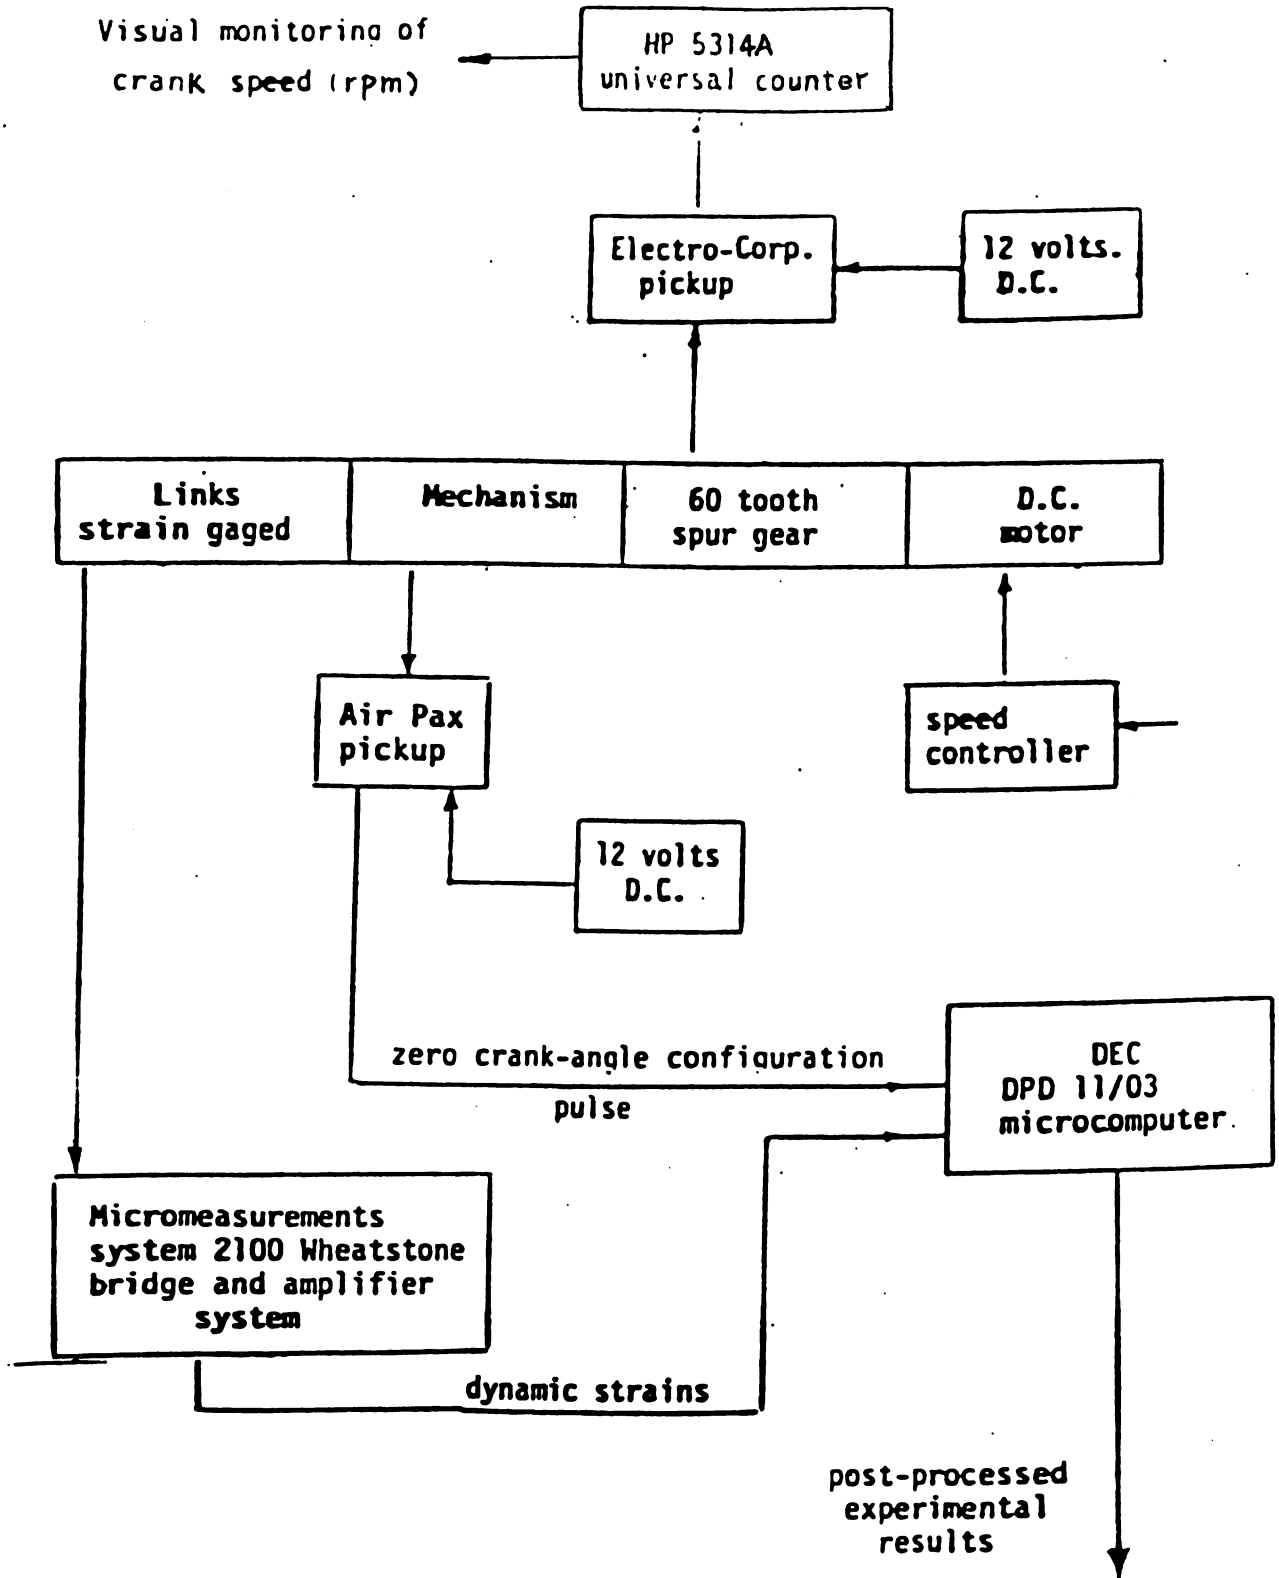 Visual monitoring of
crank speed (rpm)
HP 5314A
universal counter
Electro-Corp.
pickup
12 volts.
D.C.
Links
strain gaged
Mechanism
60 tooth
spur gear
D.C.
motor
Air Pax
pickup
speed
controller
12 volts
D.C.
zero crank-angle configuration
pulse
DEC
DPD 11/03
microcomputer
Micromeasurements
system 2100 Wheatstone
bridge and amplifier
system
dynamic strains
post-processed
experimental
results